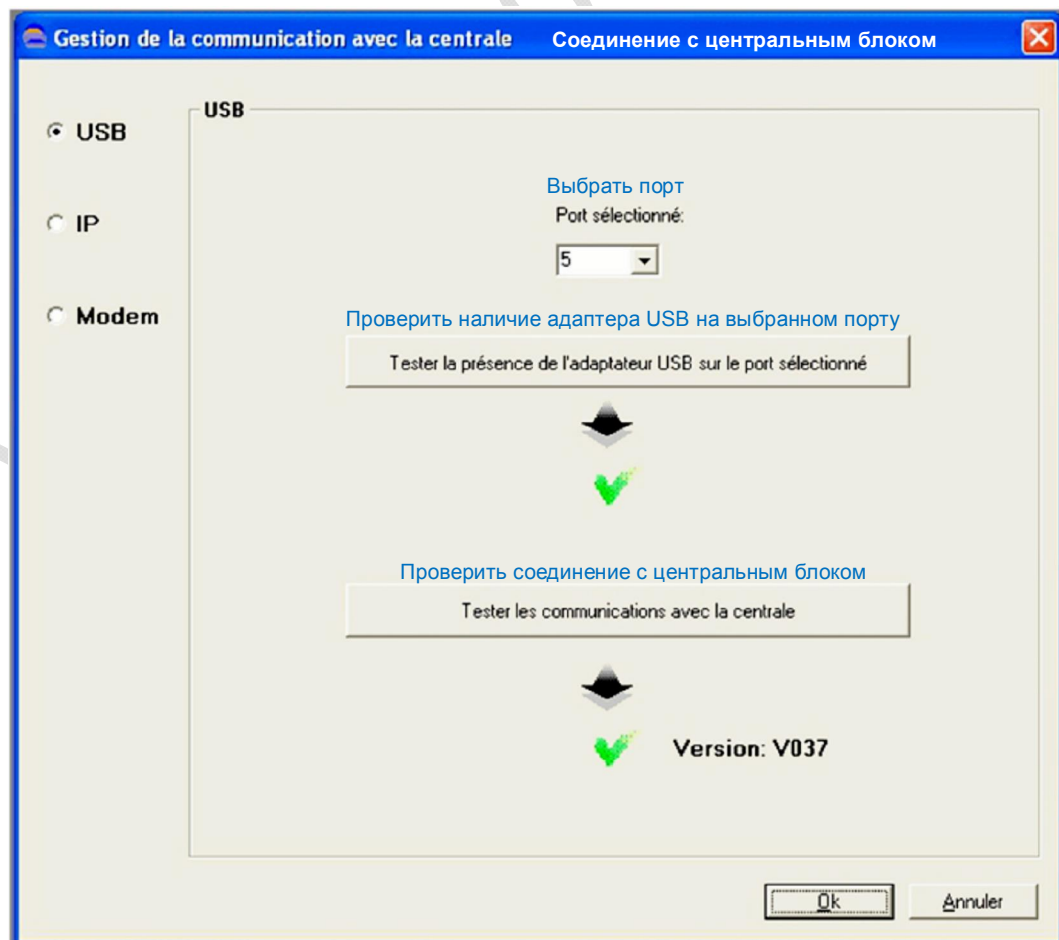 Gestion de la communication avec la centrale Соединение с центральным блоком
USB
USB
Выбрать порт
IP
Port sélectionné:
5
Modem
Проверить наличие адаптера USB на выбранном порту
Tester la présence de l'adaptateur USB sur le port sélectionné
Проверить соединение с центральным блоком
Tester les communications avec la centrale
Version: V037
Ok Annuler